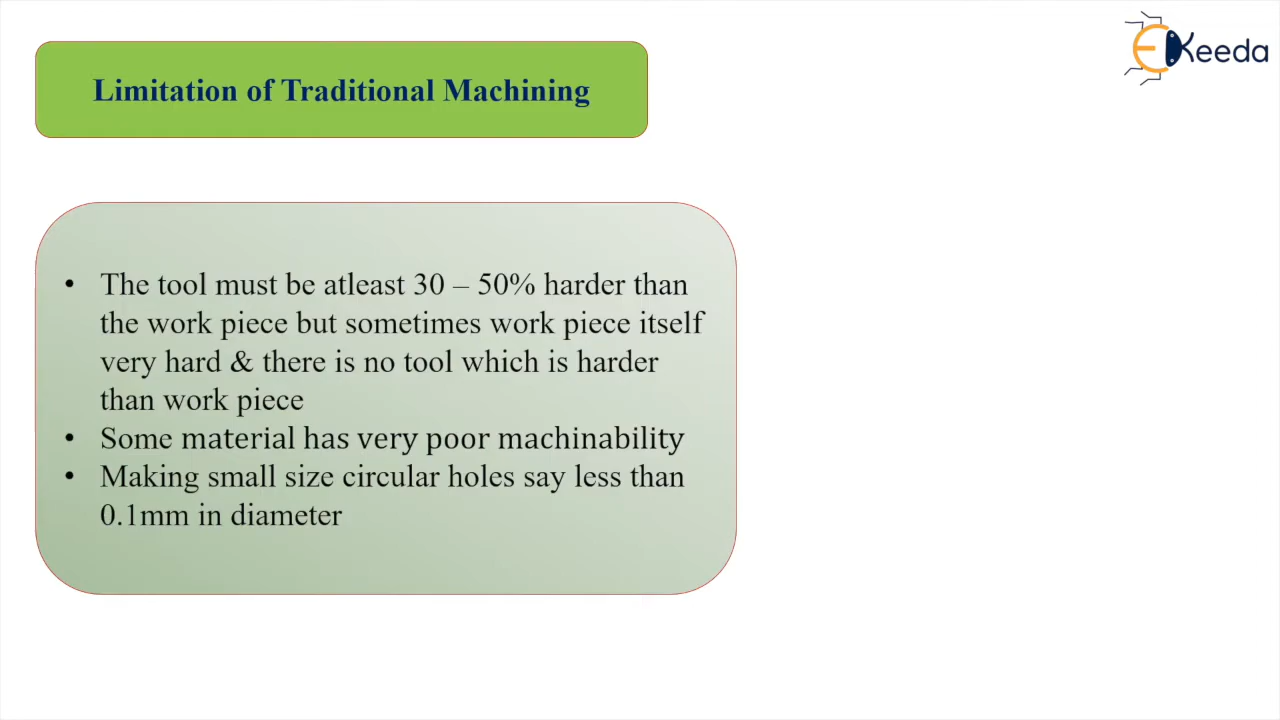 EKeeda
Limitation of Traditional Machining
• The tool must be atleast 30 – 50% harder than
the work piece but sometimes work piece itself
very hard & there is no tool which is harder
than work piece
• Some material has very poor machinability
• Making small size circular holes say less than
0.1mm in diameter